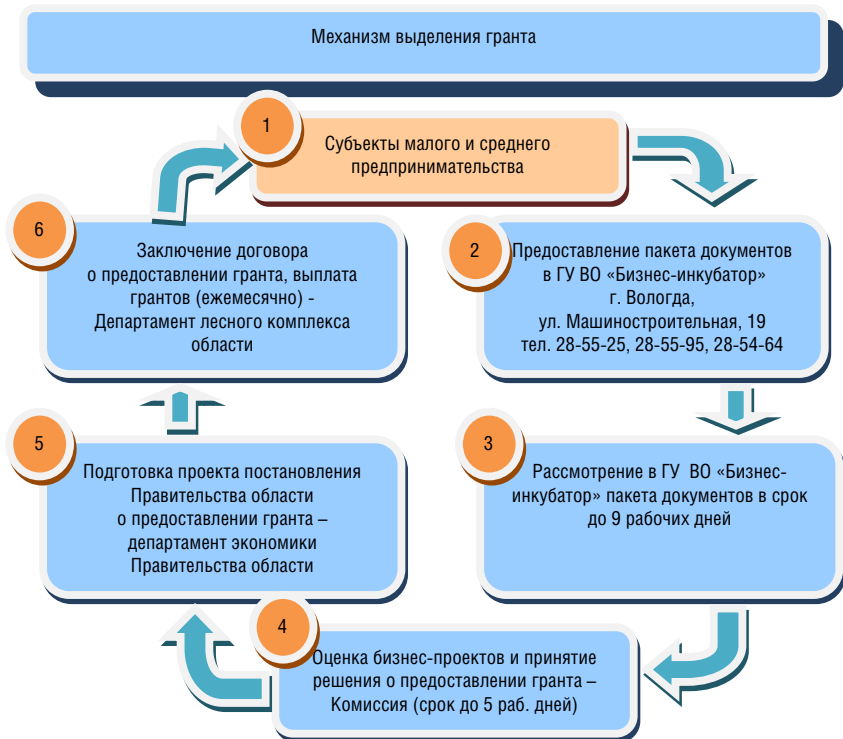 Механизм выделения гранта
1
Субъекты малого и среднего
предпринимательства
2
Предоставление пакета документов
в ГУ ВО «Бизнес-инкубатор»
г. Вологда,
ул. Машиностроительная, 19
тел. 28-55-25, 28-55-95, 28-54-64
3
Рассмотрение в ГУ ВО «Бизнес-
инкубатор» пакета документов в срок
до 9 рабочих дней
4
Оценка бизнес-проектов и принятие
решения о предоставлении гранта –
Комиссия (срок до 5 раб. дней)
5
Подготовка проекта постановления
Правительства области
о предоставлении гранта –
департамент экономики
Правительства области
6
Заключение договора
о предоставлении гранта, выплата
грантов (ежемесячно) -
Департамент лесного комплекса
области